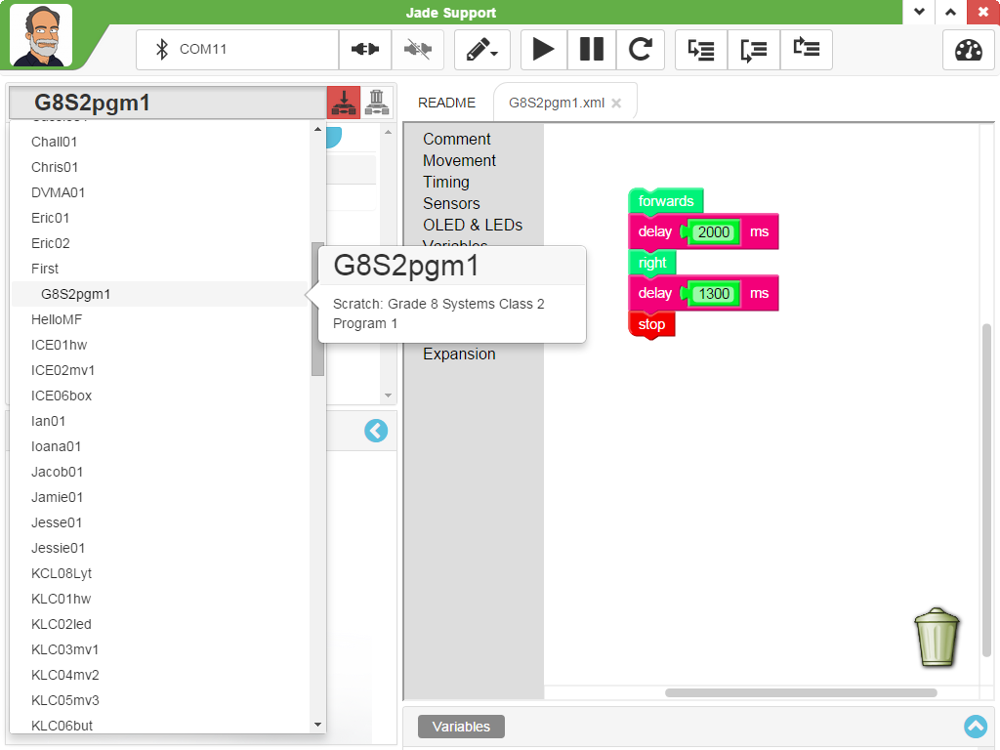 Jade Support
COM11
G8S2pgm1
Chall01
Chris01
DVMA01
Eric01
Eric02
First
G8S2pgm1
HelloMF
ICE01hw
ICE02mv1
ICE06box
Ian01
Ioana01
Jacob01
Jamie01
Jesse01
Jessie01
KCL08Lyt
KLC01hw
KLC02led
KLC03mv1
KLC04mv2
KLC05mv3
KLC06but
README
G8S2pgm1.xml
Comment
Movement
Timing
Sensors
OLED & LEDs
Variables
G8S2pgm1
Scratch: Grade 8 Systems Class 2
Program 1
Expansion
forwards
delay 2000 ms
right
delay 1300 ms
stop
Variables